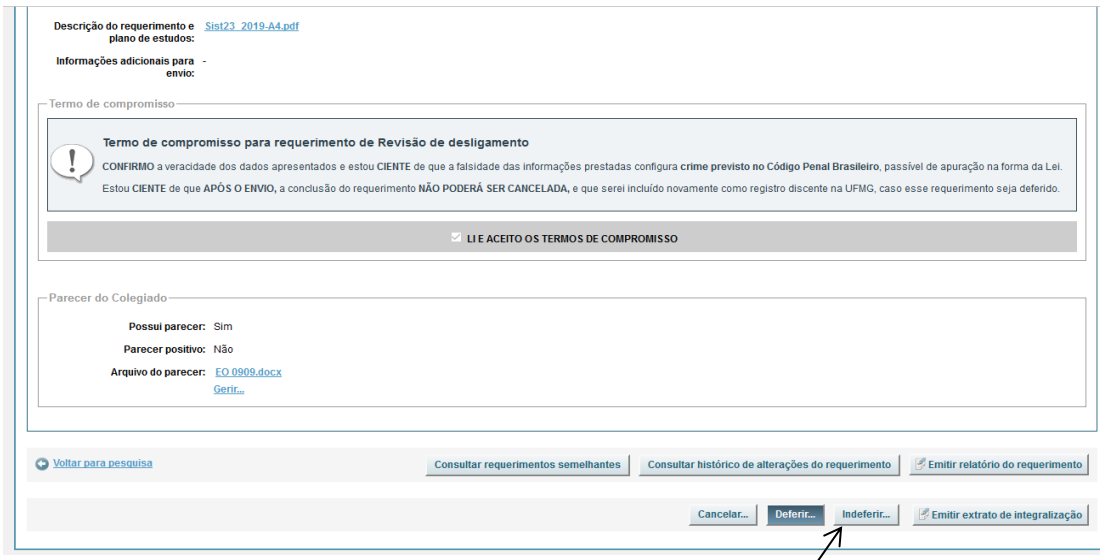 Descrição do requerimento e plano de estudos: Sist23_2019-A4.pdf
Informações adicionais para envio: -
Termo de compromisso
Termo de compromisso para requerimento de Revisão de desligamento
CONFIRMO a veracidade dos dados apresentados e estou CIENTE de que a falsidade das informações prestadas configura crime previsto no Código Penal Brasileiro, passível de apuração na forma da Lei.
Estou CIENTE de que APÓS O ENVIO, a conclusão do requerimento NÃO PODERÁ SER CANCELADA, e que serei incluído novamente como registro discente na UFMG, caso esse requerimento seja deferido.
LI E ACEITO OS TERMOS DE COMPROMISSO
Parecer do Colegiado
Possui parecer: Sim
Parecer positivo: Não
Arquivo do parecer: EO 0909.docx
Gerir...
Voltar para pesquisa Consultar requerimentos semelhantes Consultar histórico de alterações do requerimento Emitir relatório do requerimento
Cancelar... Deferir... Indeferir... Emitir extrato de integralização